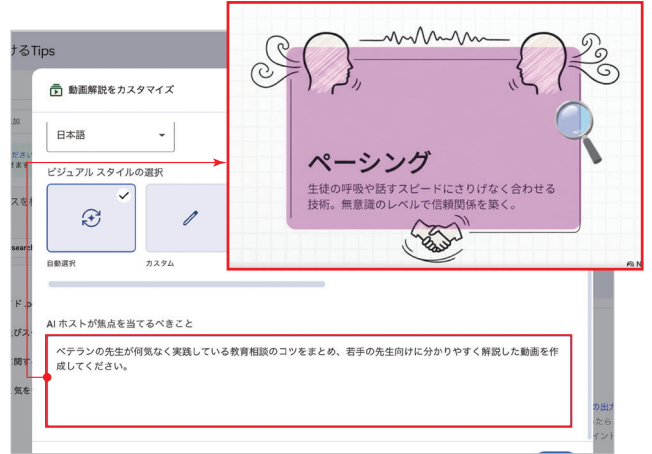 けるTips
動画解説をカスタマイズ
日本語
ビジュアル スタイルの選択
自動選択
カスタム
AI ホストが焦点を当てるべきこと
ベテランの先生が何気なく実践している教育相談のコツをまとめ、若手の先生向けに分かりやすく解説した動画を作
成してください。
ペーシング
生徒の呼吸や話すスピードにさりげなく合わせる
技術。無意識のレベルで信頼関係を築く。